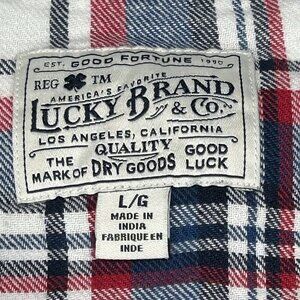 EST. GOOD FORTUNE 1990
REG TM
AMERICA'S FAVORITE
LUCKY BRAND
& CO.
LOS ANGELES, CALIFORNIA
QUALITY
THE MARK OF DRY GOODS GOOD LUCK
L/G
MADE IN
INDIA
FABRIQUE EN
INDE